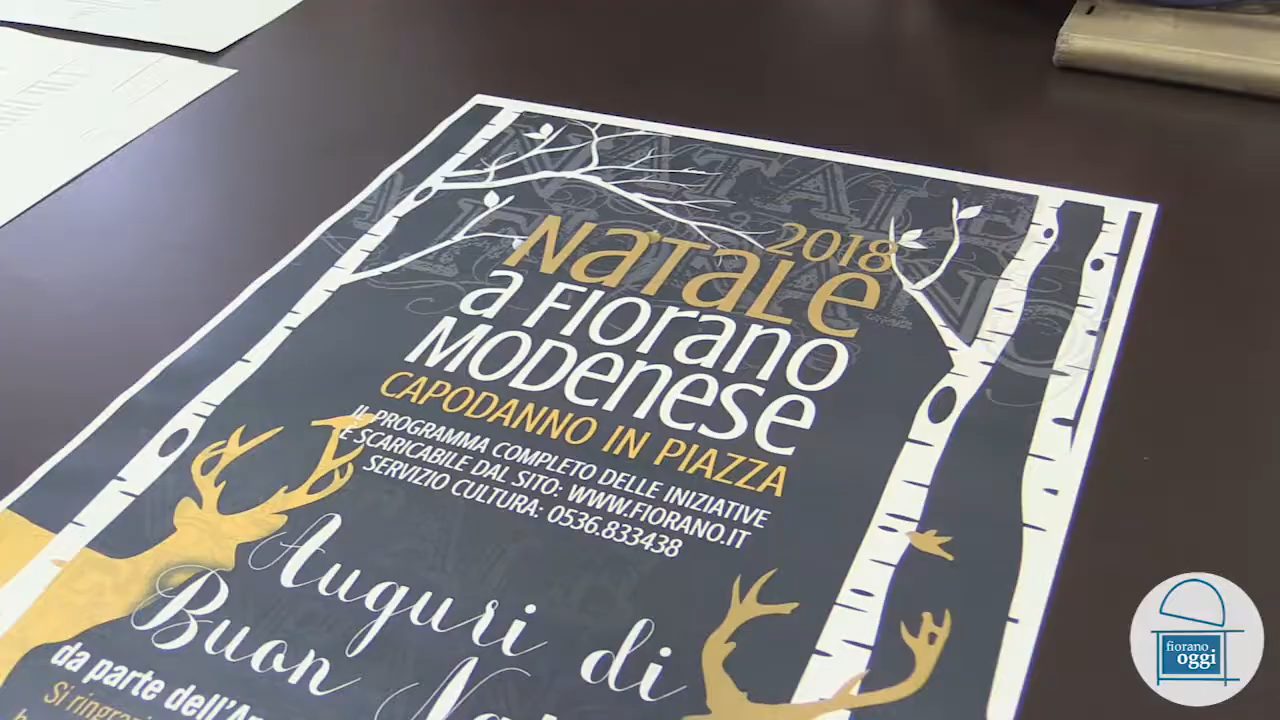 NATALE
2018
a FIORANO
MODENESE
CAPODANNO IN PIAZZA
IL PROGRAMMA COMPLETO DELLE INIZIATIVE
È SCARICABILE DAL SITO: WWW.FIORANO.IT
SERVIZIO CULTURA: 0536.833438
Auguri di
Buon
da parte
fiorano
oggi